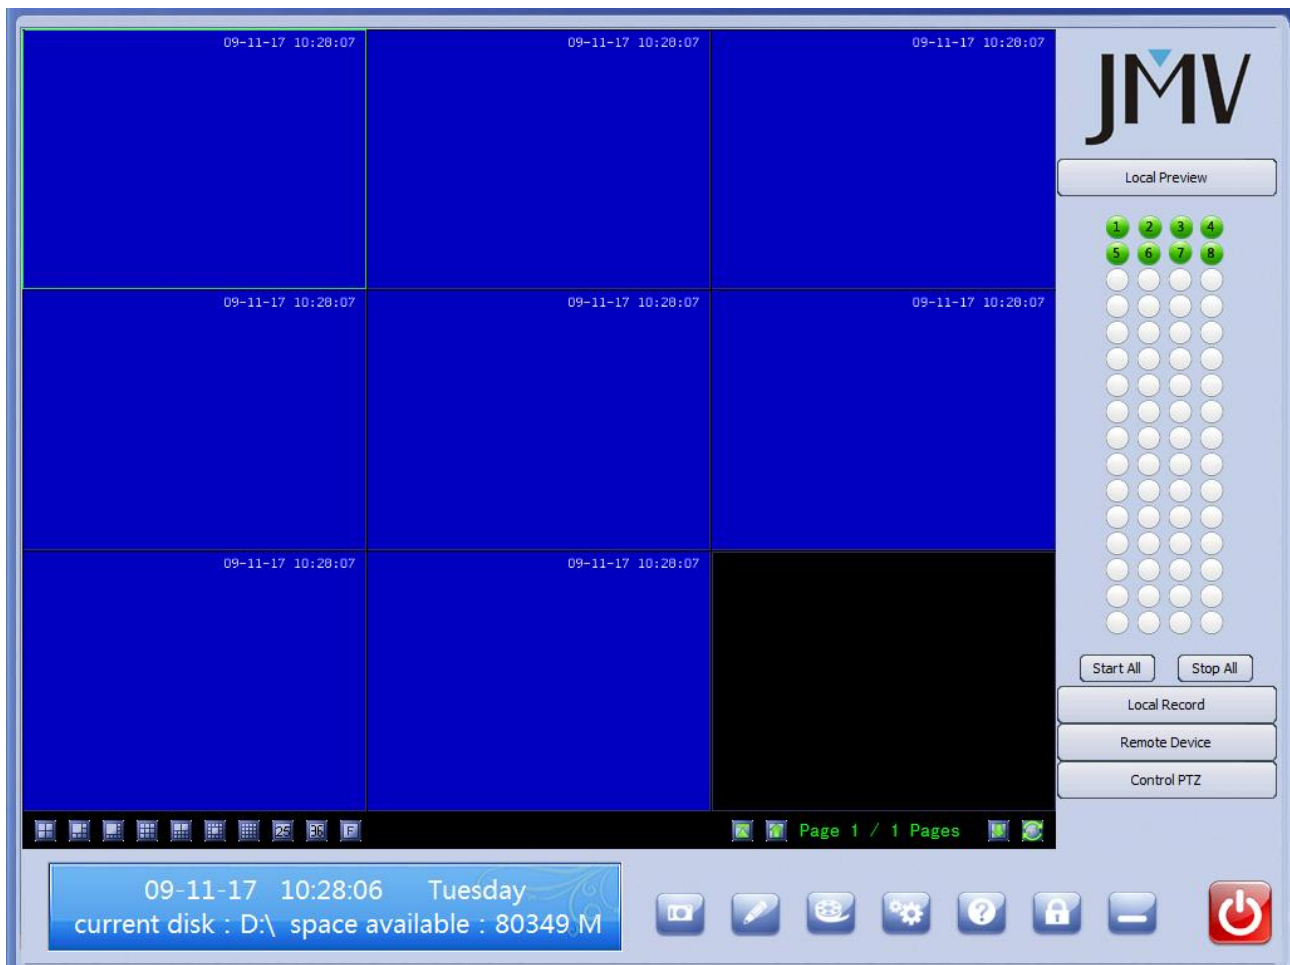 09-11-17 10:28:07 09-11-17 10:28:07 09-11-17 10:28:07
JMV
Local Preview
1 2 3 4
5 6 7 8
09-11-17 10:28:07 09-11-17 10:28:07 09-11-17 10:28:07
09-11-17 10:28:07 09-11-17 10:28:07
Start All Stop All
Local Record
Remote Device
Control PTZ
25 36 F Page 1 / 1 Pages
09-11-17 10:28:06 Tuesday
current disk : D:\ space available : 80349 M
?